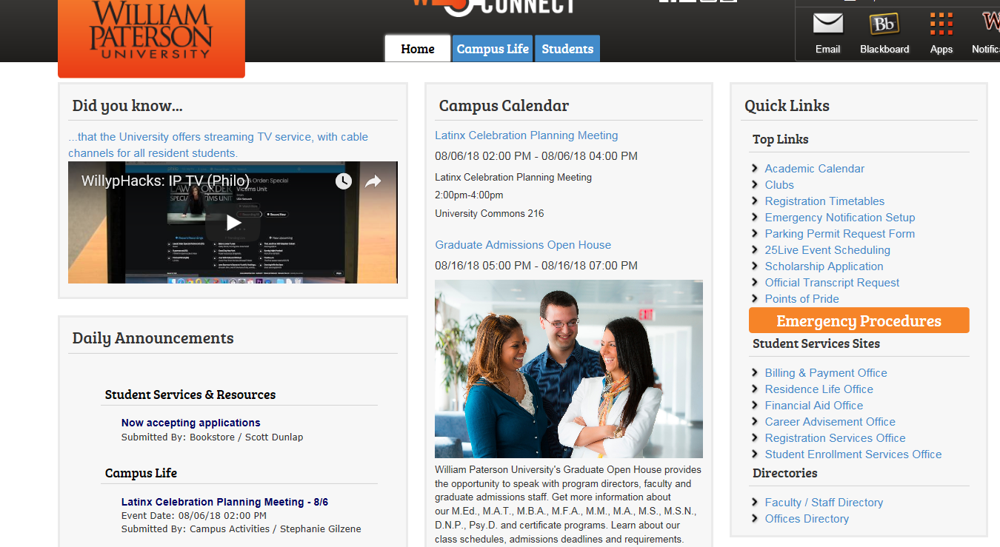 WILLIAM
PATERSON
UNIVERSITY
CONNECT
Home
Campus Life
Students
Email
Bb
Blackboard
Apps
Did you know...
...that the University offers streaming TV service, with cable
channels for all resident students.
WillypHacks: IP TV (Philo)
Daily Announcements
Student Services & Resources
Now accepting applications
Submitted By: Bookstore / Scott Dunlap
Campus Life
Latinx Celebration Planning Meeting - 8/6
Event Date: 08/06/18 02:00 PM
Submitted By: Campus Activities / Stephanie Gilzene
Campus Calendar
Latinx Celebration Planning Meeting
08/06/18 02:00 PM - 08/06/18 04:00 PM
Latinx Celebration Planning Meeting
2:00pm-4:00pm
University Commons 216
Graduate Admissions Open House
08/16/18 05:00 PM - 08/16/18 07:00 PM
EXIT
William Paterson University's Graduate Open House provides
the opportunity to speak with program directors, faculty and
graduate admissions staff. Get more information about
our M.Ed., M.A.T., M.B.A., M.F.A., M.M., M.A., M.S., M.S.N.,
D.N.P., Psy.D. and certificate programs. Learn about our
class schedules, admissions deadlines and requirements.
Quick Links
Top Links
Academic Calendar
Clubs
Registration Timetables
Emergency Notification Setup
Parking Permit Request Form
25Live Event Scheduling
Scholarship Application
Official Transcript Request
Points of Pride
Emergency Procedures
Student Services Sites
Billing & Payment Office
Residence Life Office
Financial Aid Office
Career Advisement Office
Registration Services Office
Student Enrollment Services Office
Directories
Faculty / Staff Directory
Offices Directory